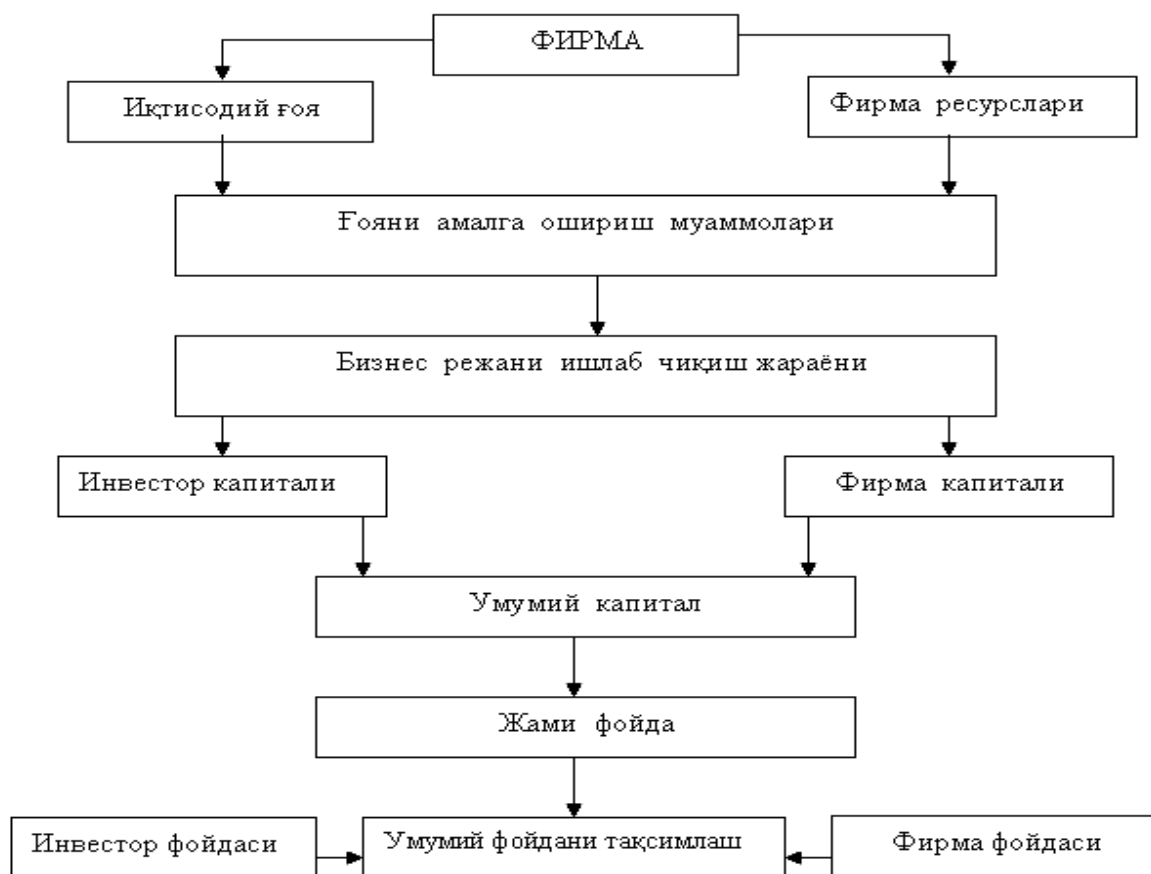 ФИРМА
Иқтисодий ғоя
Фирма ресурслари
Ғояни амалга ошириш муаммолари
Бизнес режани ишлаб чиқиш жараёни
Инвестор капитали
Фирма капитали
Умумий капитал
Жами фойда
Инвестор фойдаси
Умумий фойдани тақсимлаш
Фирма фойдаси